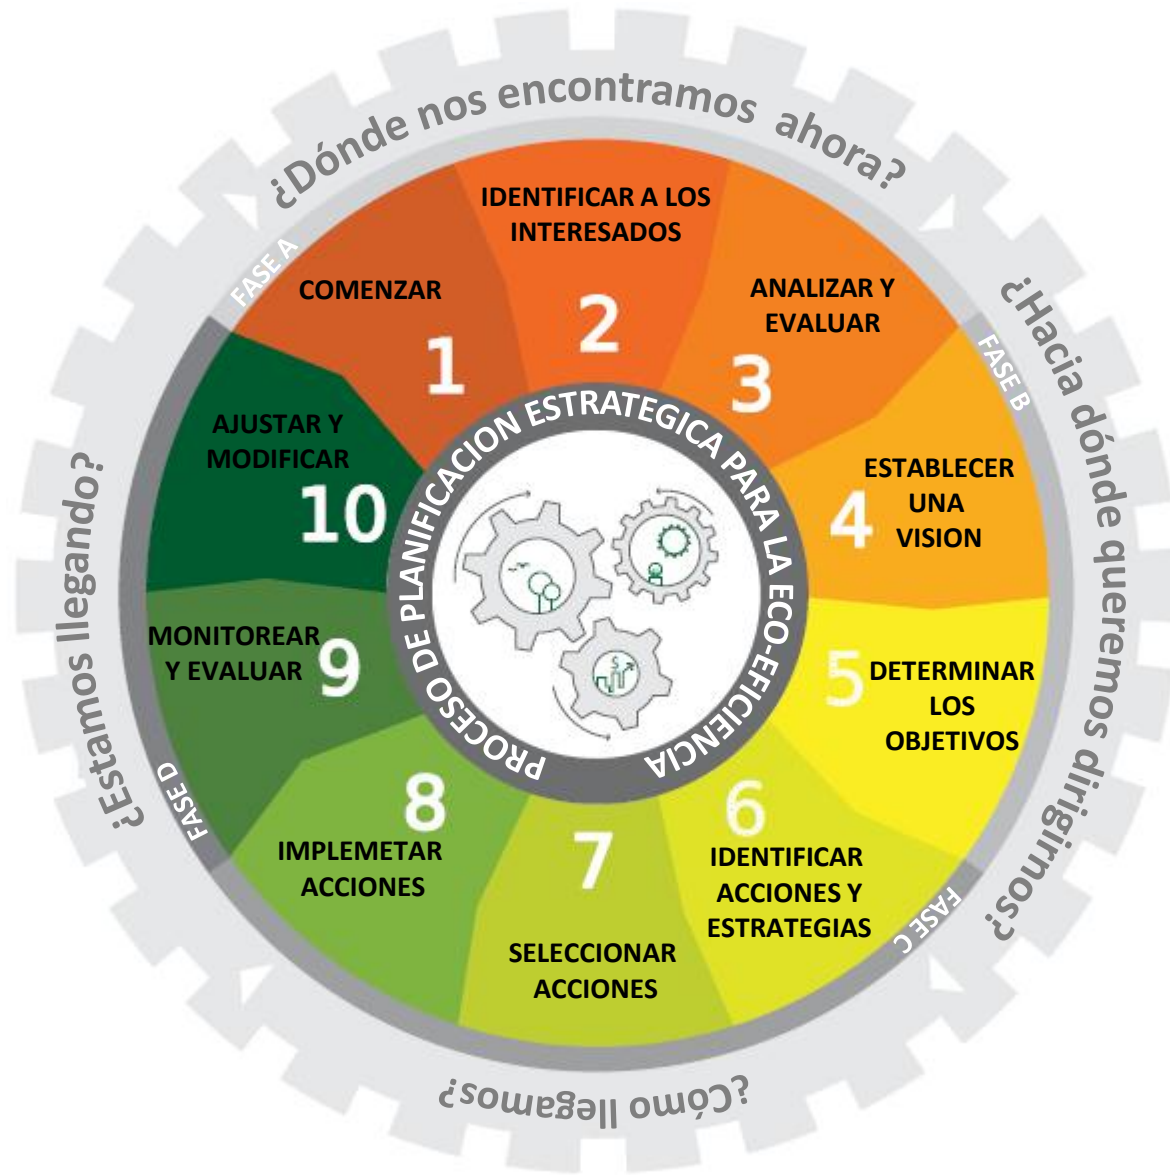 ¿Dónde nos encontramos ahora?
FASE A
COMENZAR
1
IDENTIFICAR A LOS
INTERESADOS
2
ANALIZAR Y
EVALUAR
3
¿Hacia dónde queremos dirigirnos?
FASE B
ESTABLECER
UNA
VISION
4
5
DETERMINAR
LOS
OBJETIVOS
¿Cómo llegamos?
FASE C
6
IDENTIFICAR
ACCIONES Y
ESTRATEGIAS
7
SELECCIONAR
ACCIONES
8
IMPLEMETAR
ACCIONES
¿Estamos llegando?
FASE D
MONITOREAR
Y EVALUAR
9
AJUSTAR Y
MODIFICAR
10
PROCESO DE PLANIFICACION ESTRATEGICA PARA LA ECO-EFICIENCIA
$